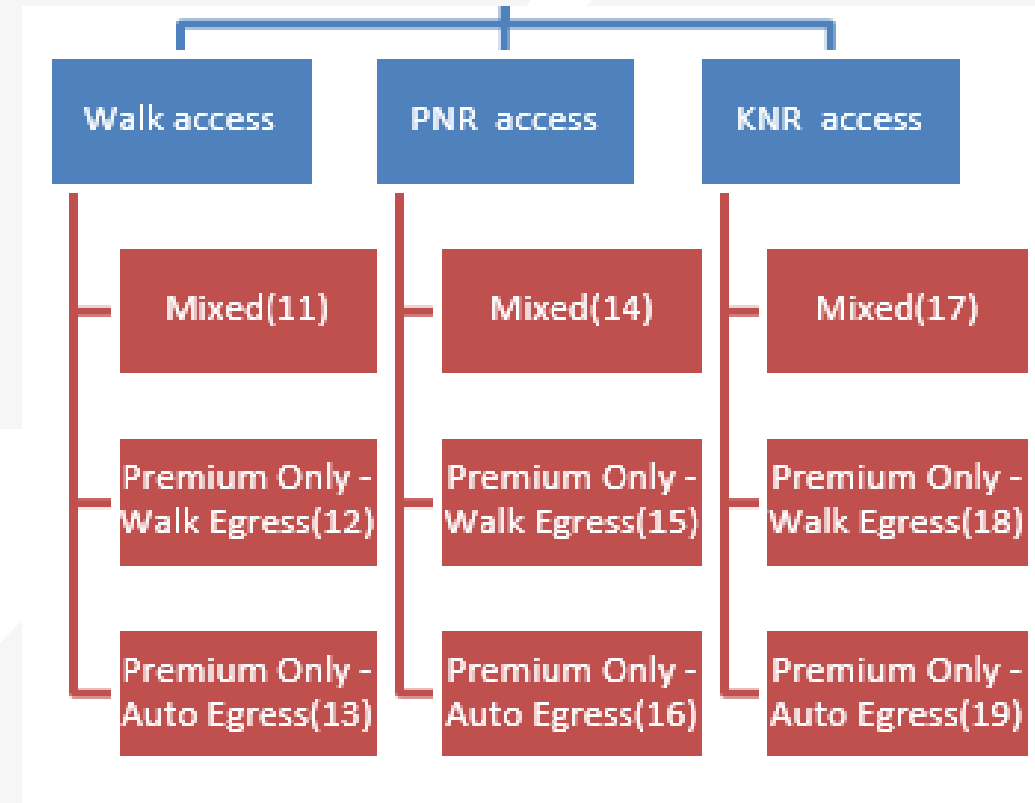 Walk access
PNR access
KNR access
Mixed(11)
Mixed(14)
Mixed(17)
Premium Only -
Walk Egress(12)
Premium Only -
Walk Egress(15)
Premium Only -
Walk Egress(18)
Premium Only -
Auto Egress(13)
Premium Only -
Auto Egress(16)
Premium Only -
Auto Egress(19)